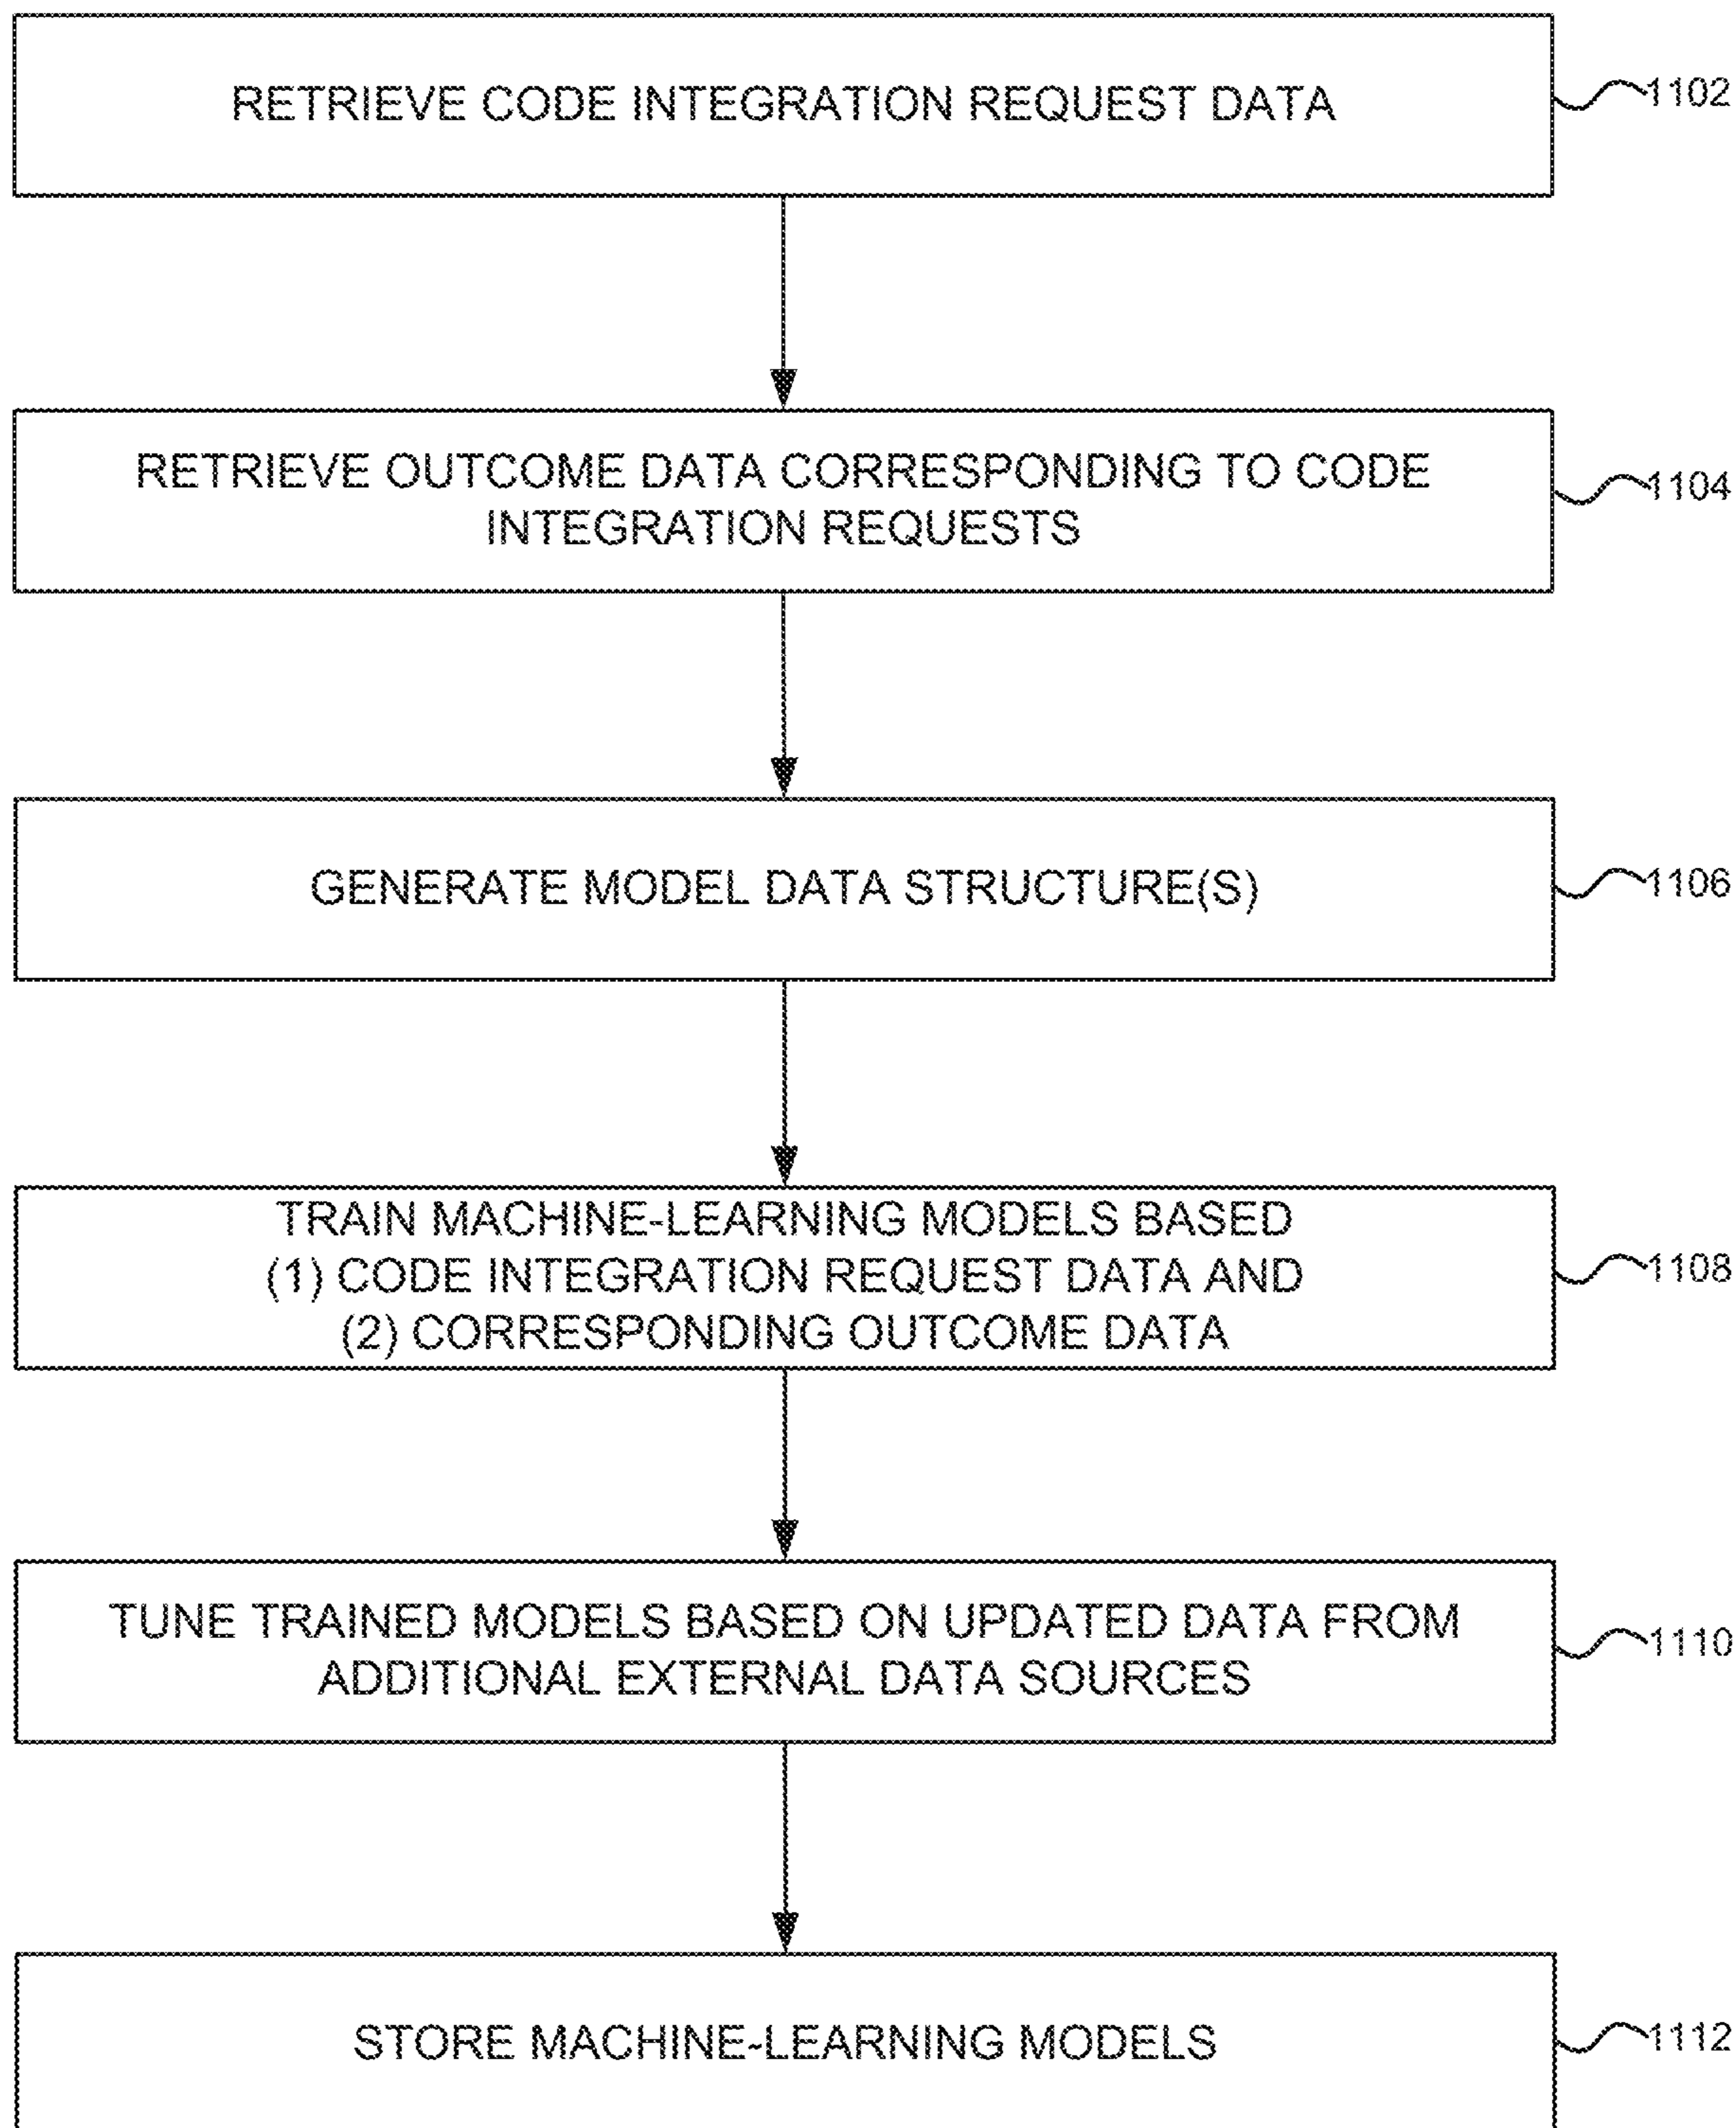 RETRIEVE CODE INTEGRATION REQUEST DATA
1102
RETRIEVE OUTCOME DATA CORRESPONDING TO CODE
INTEGRATION REQUESTS
1104
GENERATE MODEL DATA STRUCTURE(S)
1106
TRAIN MACHINE-LEARNING MODELS BASED
(1) CODE INTEGRATION REQUEST DATA AND
(2) CORRESPONDING OUTCOME DATA
1108
TUNE TRAINED MODELS BASED ON UPDATED DATA FROM
ADDITIONAL EXTERNAL DATA SOURCES
1110
STORE MACHINE-LEARNING MODELS
1112